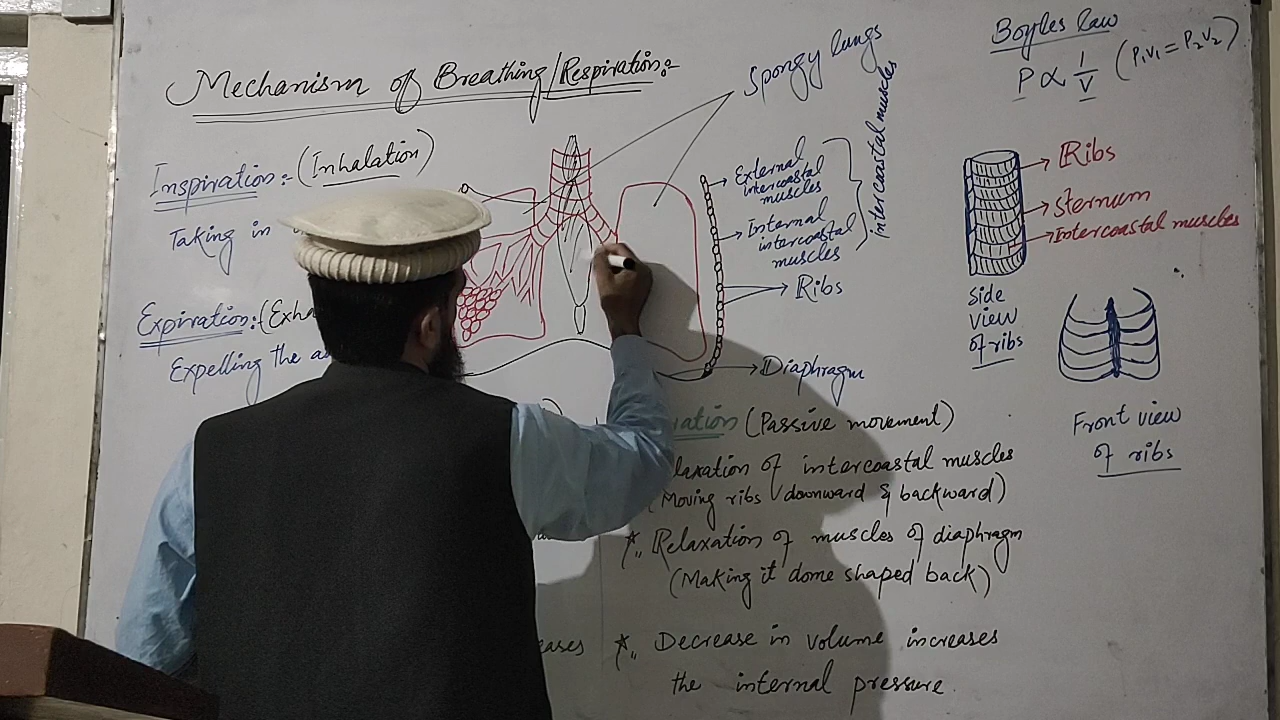 Mechanism of Breathing/Respiration:-
Inspiration:- (Inhalation)
Taking in
Expiration:- (Exha
Expelling the a
Spongy lungs
External
intercoastal
muscles
Internal
intercoastal
muscles
intercoastal muscles
Ribs
Diaphragm
Boyles law
P ∝ 1/V (P₁V₁ = P₂V₂)
Ribs
Sternum
Intercoastal muscles
Side
view
of ribs
Front view
of ribs
ration (Passive movement)
laxation of intercoastal muscles
(Moving ribs downward & backward)
*,, Relaxation of muscles of diaphragm
(Making it dome shaped back)
eases
*,, Decrease in volume increases
the internal pressure.